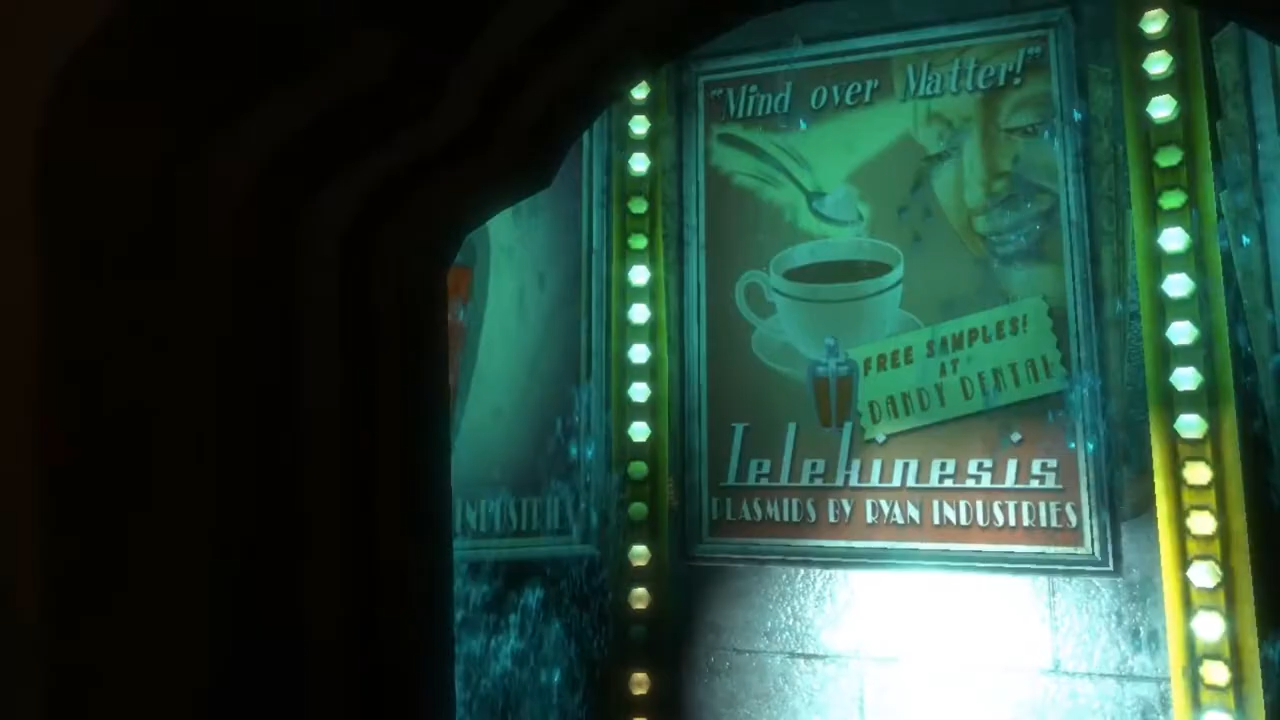 "Mind over Matter!"
FREE SAMPLES!
AT
DANDY DENTAL
Telekinesis
PLASMIDS BY RYAN INDUSTRIES
INDUSTRIES